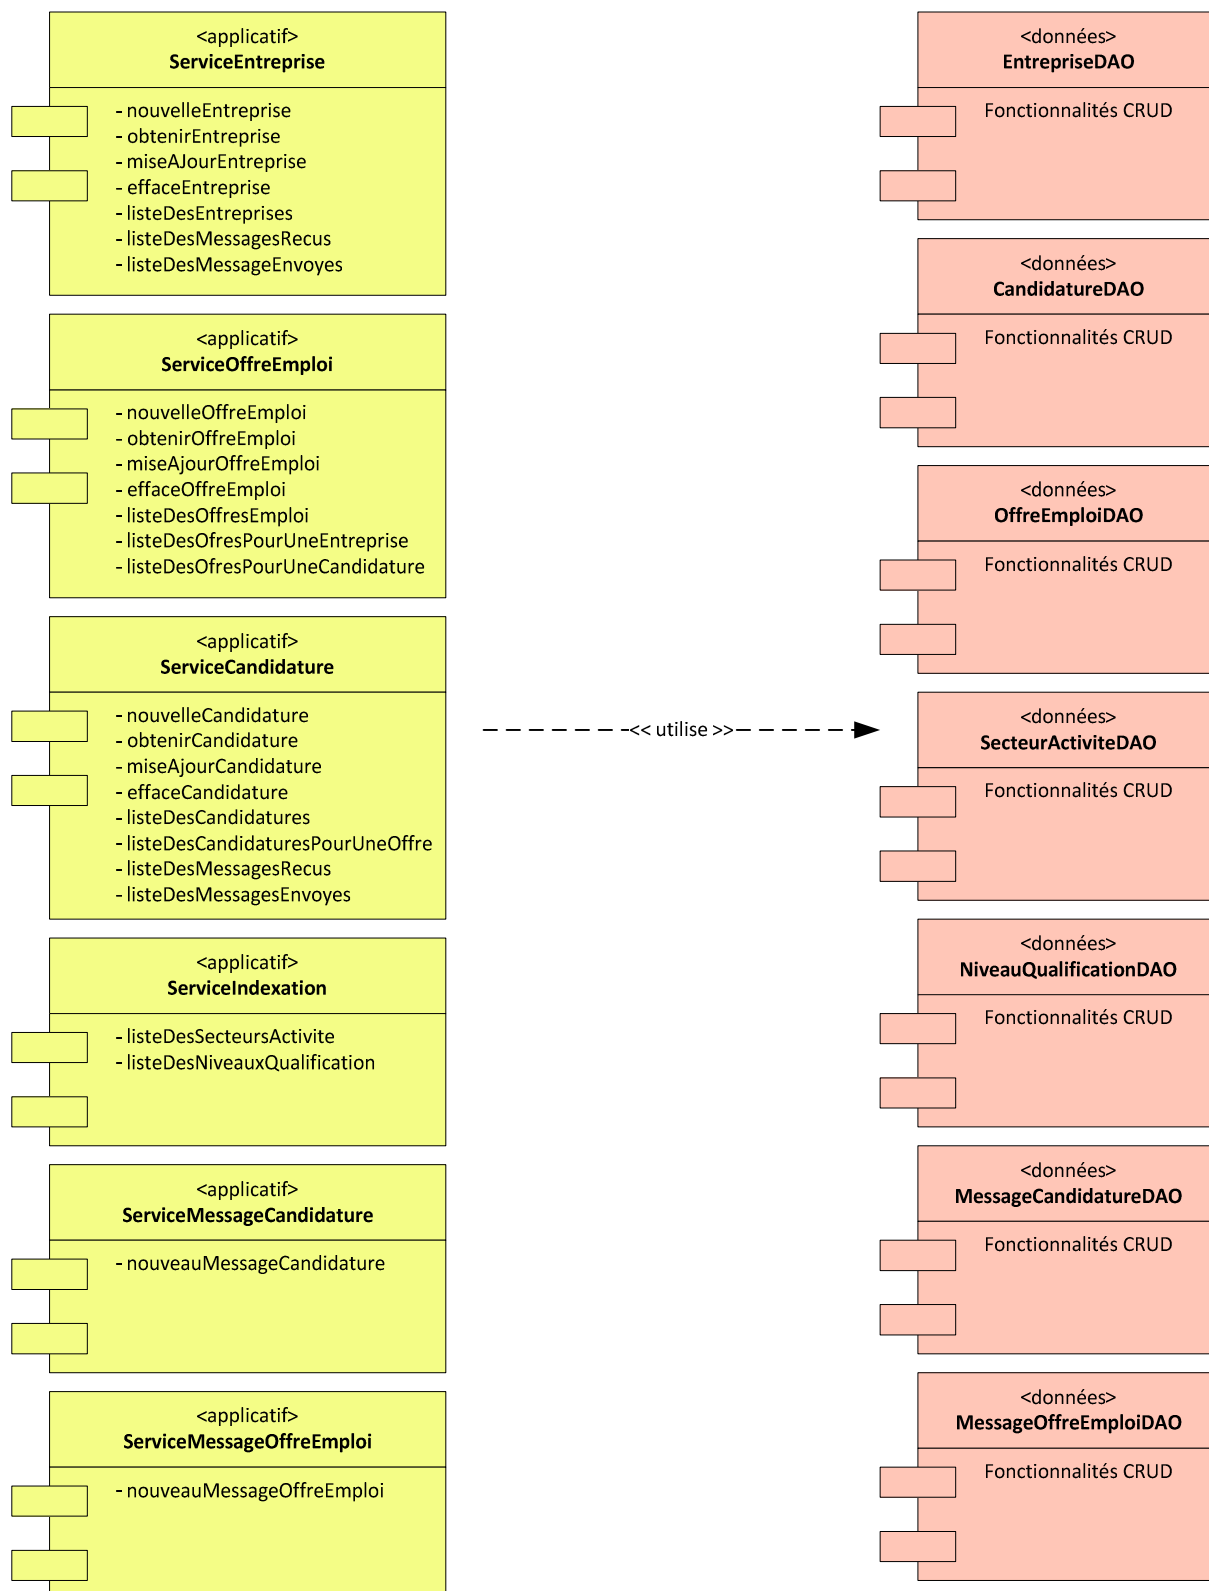 <applicatif>
ServiceEntreprise
- nouvelleEntreprise
- obtenirEntreprise
- miseAJourEntreprise
- effaceEntreprise
- listeDesEntreprises
- listeDesMessagesRecus
- listeDesMessageEnvoyes
<applicatif>
ServiceOffreEmploi
- nouvelleOffreEmploi
- obtenirOffreEmploi
- miseAjourOffreEmploi
- effaceOffreEmploi
- listeDesOffresEmploi
- listeDesOfresPourUneEntreprise
- listeDesOfresPourUneCandidature
<applicatif>
ServiceCandidature
- nouvelleCandidature
- obtenirCandidature
- miseAjourCandidature
- effaceCandidature
- listeDesCandidatures
- listeDesCandidaturesPourUneOffre
- listeDesMessagesRecus
- listeDesMessagesEnvoyes
<applicatif>
ServiceIndexation
- listeDesSecteursActivite
- listeDesNiveauxQualification
<applicatif>
ServiceMessageCandidature
- nouveauMessageCandidature
<applicatif>
ServiceMessageOffreEmploi
- nouveauMessageOffreEmploi
<< utilise >>
<données>
EntrepriseDAO
Fonctionnalités CRUD
<données>
CandidatureDAO
Fonctionnalités CRUD
<données>
OffreEmploiDAO
Fonctionnalités CRUD
<données>
SecteurActiviteDAO
Fonctionnalités CRUD
<données>
NiveauQualificationDAO
Fonctionnalités CRUD
<données>
MessageCandidatureDAO
Fonctionnalités CRUD
<données>
MessageOffreEmploiDAO
Fonctionnalités CRUD